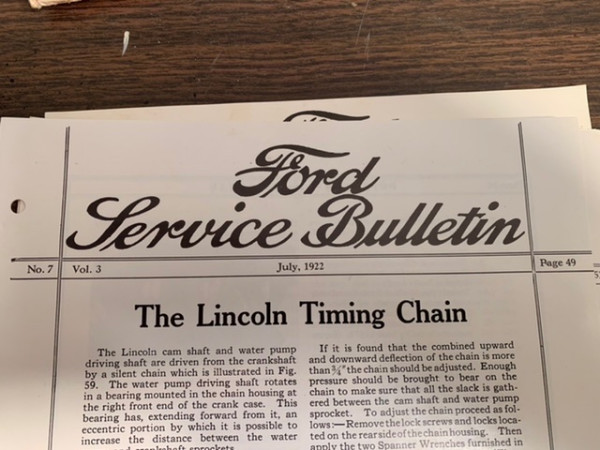 Ford
Service Bulletin
No. 7 Vol. 3 July, 1922 Page 49
The Lincoln Timing Chain
The Lincoln cam shaft and water pump
driving shaft are driven from the crankshaft
by a silent chain which is illustrated in Fig.
59. The water pump driving shaft rotates
in a bearing mounted in the chain housing at
the right front end of the crank case. This
bearing has, extending forward from it, an
eccentric portion by which it is possible to
increase the distance between the water
and crankshaft sprockets
If it is found that the combined upward
and downward deflection of the chain is more
than ¾" the chain should be adjusted. Enough
pressure should be brought to bear on the
chain to make sure that all the slack is gath-
ered between the cam shaft and water pump
sprocket. To adjust the chain proceed as fol-
lows:—Remove the lock screws and locks loca-
ted on the rear side of the chain housing. Then
apply the two Spanner Wrenches furnished in